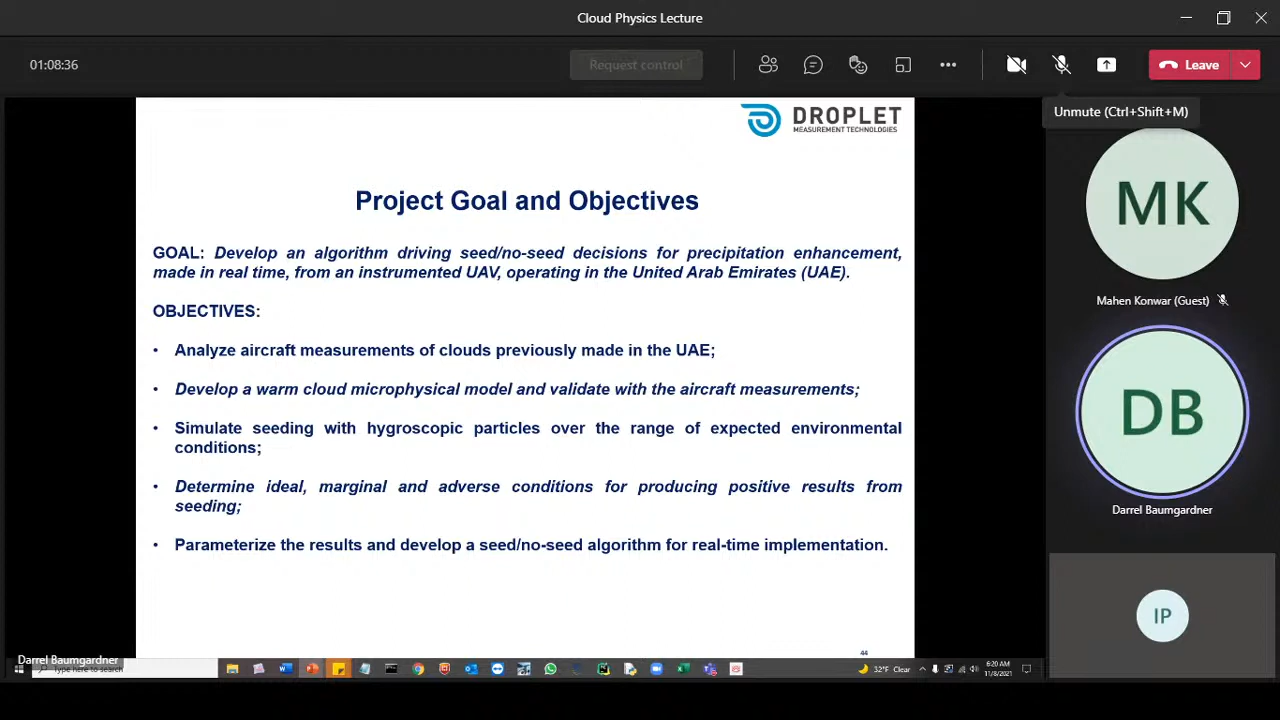 Cloud Physics Lecture
01:08:36
Request control
Leave
Unmute (Ctrl+Shift+M)
DROPLET
MEASUREMENT TECHNOLOGIES
Project Goal and Objectives
GOAL: Develop an algorithm driving seed/no-seed decisions for precipitation enhancement,
made in real time, from an instrumented UAV, operating in the United Arab Emirates (UAE).
OBJECTIVES:
• Analyze aircraft measurements of clouds previously made in the UAE;
• Develop a warm cloud microphysical model and validate with the aircraft measurements;
• Simulate seeding with hygroscopic particles over the range of expected environmental
conditions;
• Determine ideal, marginal and adverse conditions for producing positive results from
seeding;
• Parameterize the results and develop a seed/no-seed algorithm for real-time implementation.
44
MK
Mahen Konwar (Guest)
DB
Darrel Baumgardner
IP
Darrel Baumgardner
Type here to search
32°F Clear
6:20 AM
11/8/2021